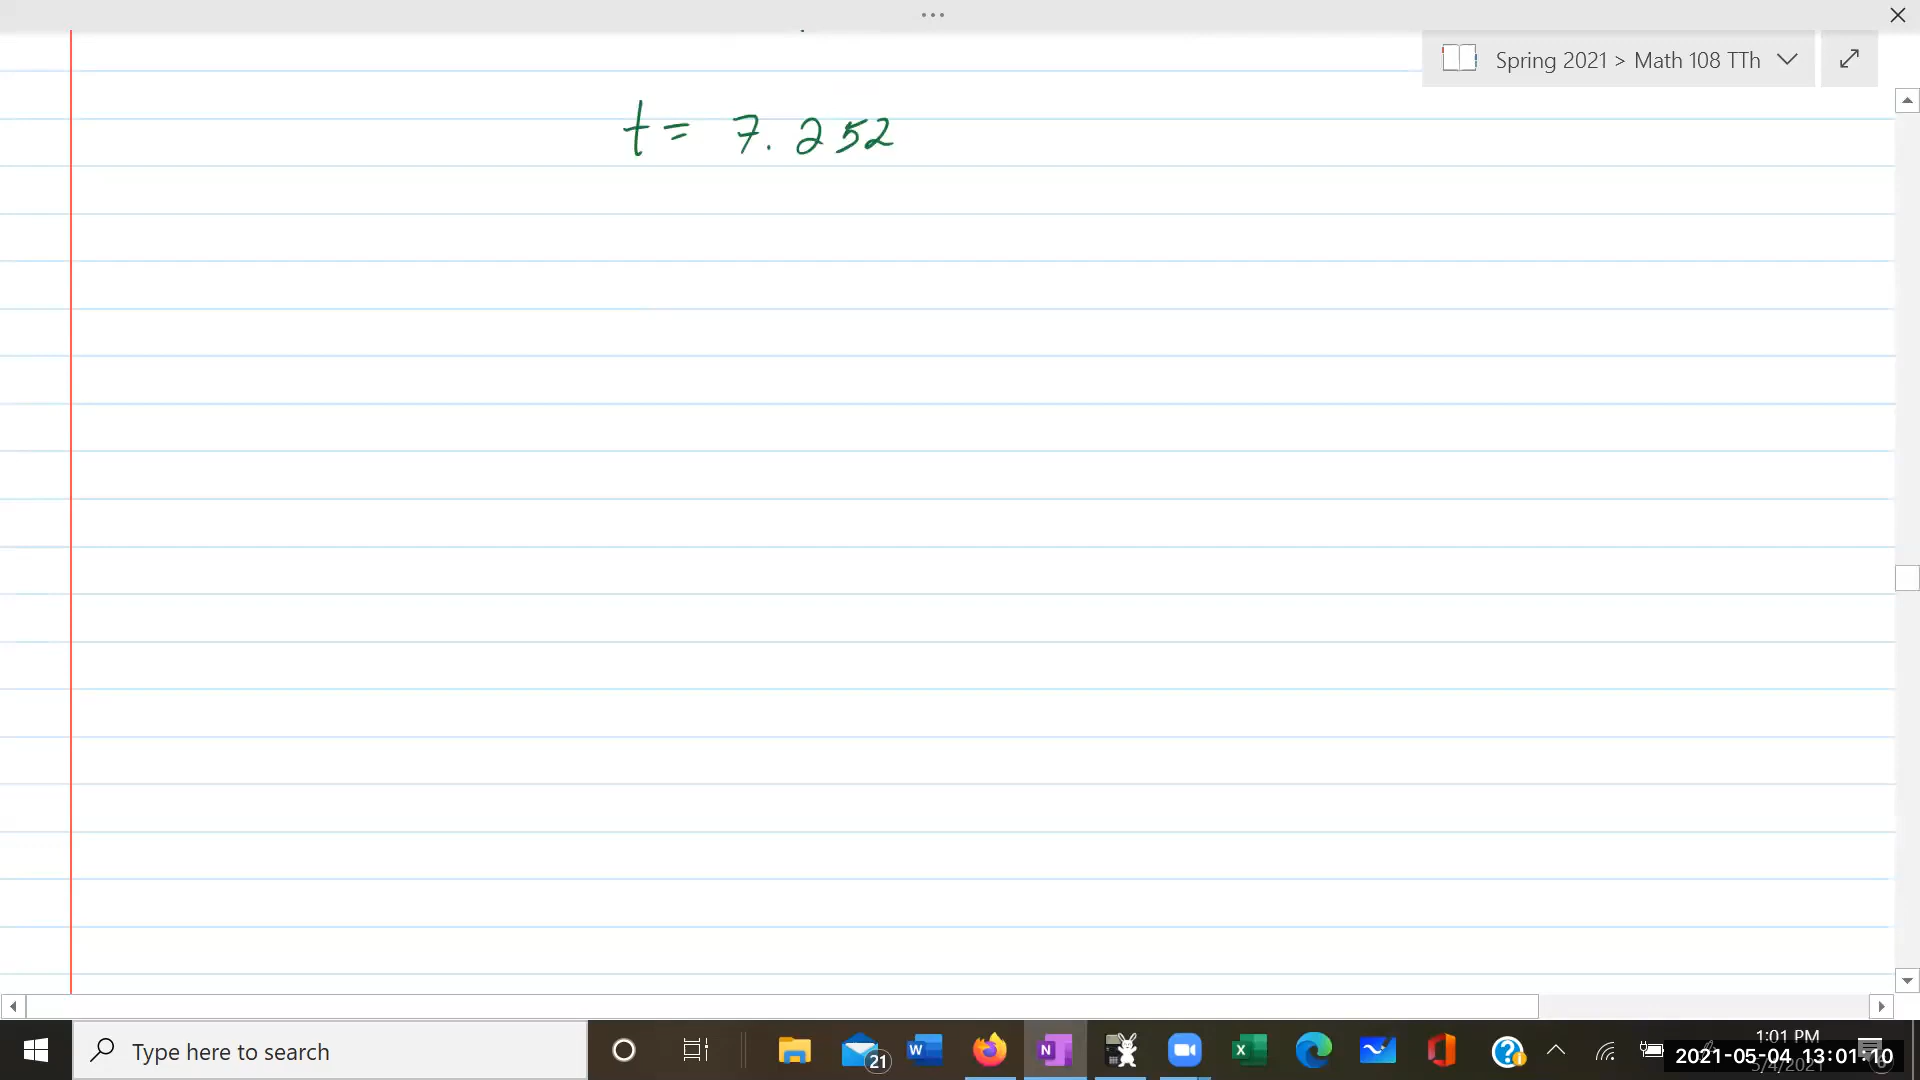 Spring 2021 > Math 108 TTh
t = 7.252
Type here to search
21
1:01 PM
2021-05-04 13:01:10